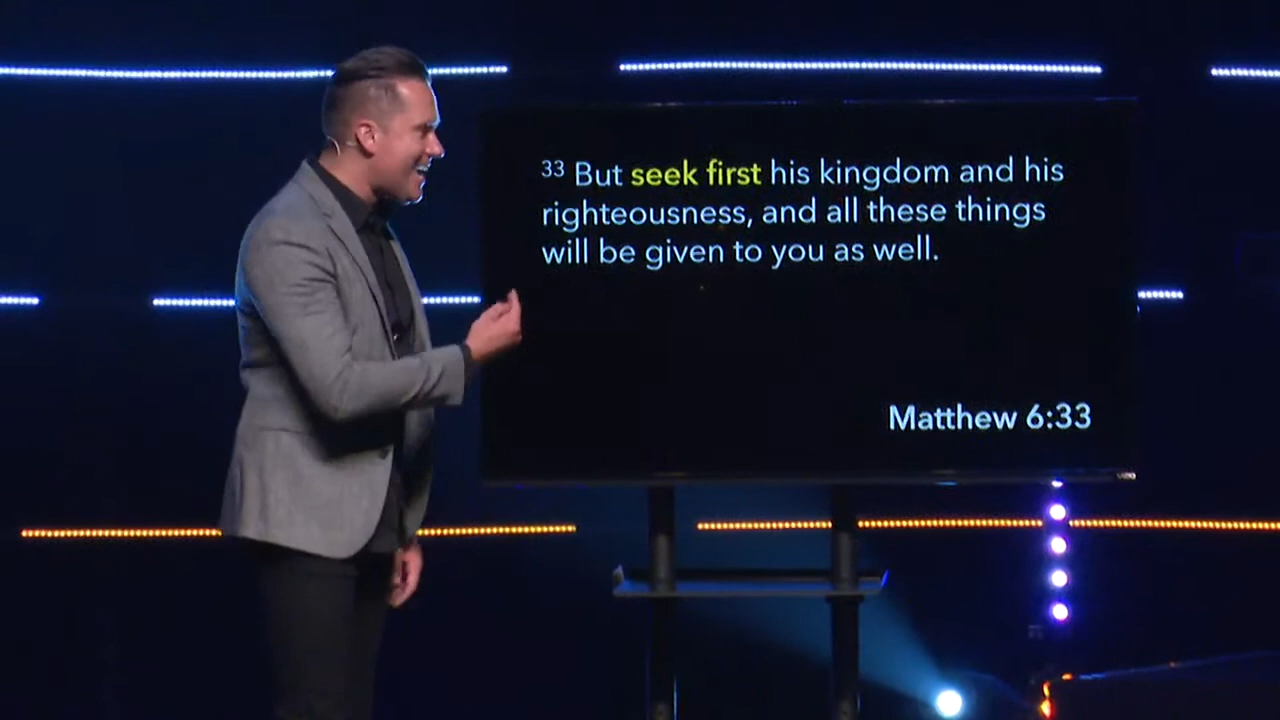 33 But seek first his kingdom and his
righteousness, and all these things
will be given to you as well.
Matthew 6:33